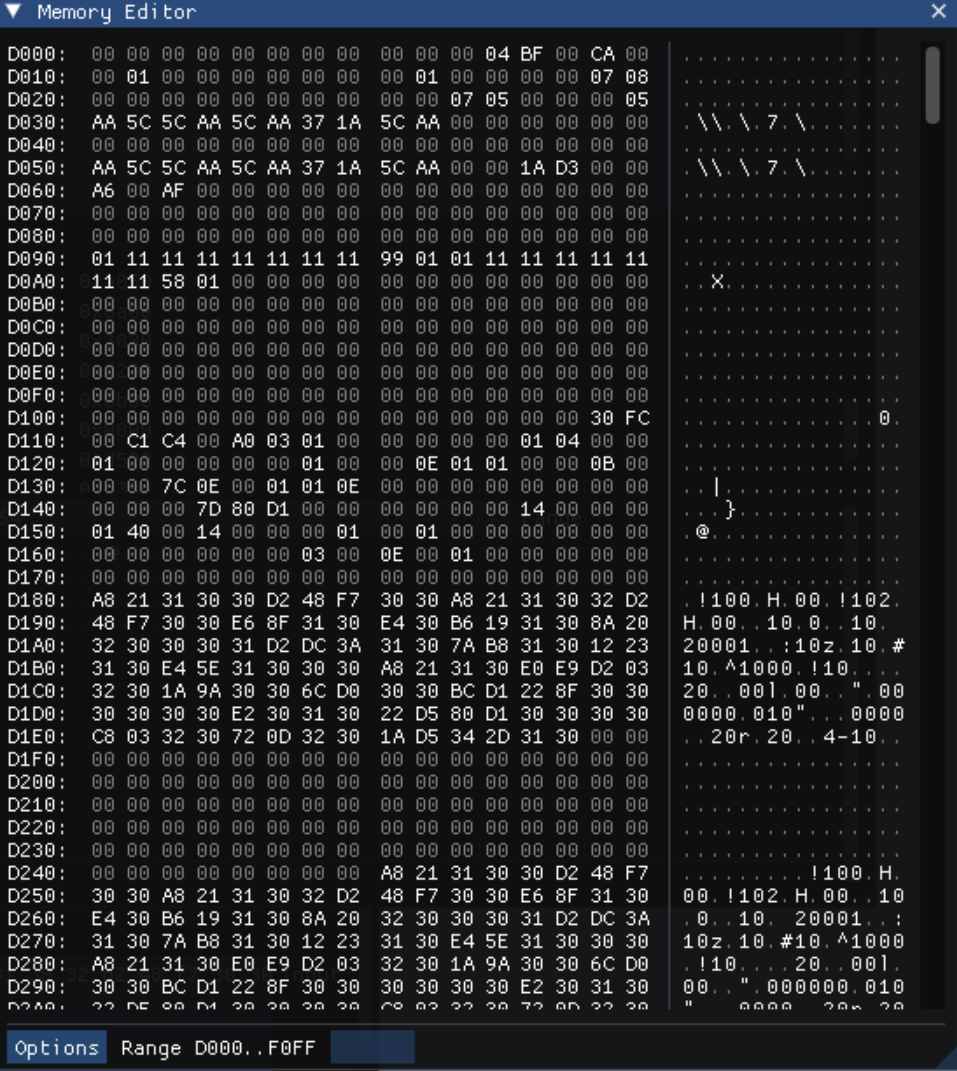 ▼ Memory Editor ×
D000: 00 00 00 00 00 00 00 00 00 00 00 04 BF 00 CA 00 ................
D010: 00 01 00 00 00 00 00 00 00 01 00 00 00 00 07 08 ................
D020: 00 00 00 00 00 00 00 00 00 00 07 05 00 00 00 05 ................
D030: AA 5C 5C AA 5C AA 37 1A 5C AA 00 00 00 00 00 00 .\\.\.7.\.......
D040: 00 00 00 00 00 00 00 00 00 00 00 00 00 00 00 00 ................
D050: AA 5C 5C AA 5C AA 37 1A 5C AA 00 00 1A D3 00 00 .\\.\.7.\.......
D060: A6 00 AF 00 00 00 00 00 00 00 00 00 00 00 00 00 ................
D070: 00 00 00 00 00 00 00 00 00 00 00 00 00 00 00 00 ................
D080: 00 00 00 00 00 00 00 00 00 00 00 00 00 00 00 00 ................
D090: 01 11 11 11 11 11 11 11 99 01 01 11 11 11 11 11 ................
D0A0: 11 11 58 01 00 00 00 00 00 00 00 00 00 00 00 00 ..X.............
D0B0: 00 00 00 00 00 00 00 00 00 00 00 00 00 00 00 00 ................
D0C0: 00 00 00 00 00 00 00 00 00 00 00 00 00 00 00 00 ................
D0D0: 00 00 00 00 00 00 00 00 00 00 00 00 00 00 00 00 ................
D0E0: 00 00 00 00 00 00 00 00 00 00 00 00 00 00 00 00 ................
D0F0: 00 00 00 00 00 00 00 00 00 00 00 00 00 00 00 00 ................
D100: 00 00 00 00 00 00 00 00 00 00 00 00 00 00 30 FC ..............0.
D110: 00 C1 C4 00 A0 03 01 00 00 00 00 00 01 04 00 00 ................
D120: 01 00 00 00 00 00 01 00 00 0E 01 01 00 00 0B 00 ................
D130: 00 00 7C 0E 00 01 01 0E 00 00 00 00 00 00 00 00 ..|.............
D140: 00 00 00 7D 80 D1 00 00 00 00 00 00 14 00 00 00 ...}............
D150: 01 40 00 14 00 00 00 01 00 01 00 00 00 00 00 00 .@..............
D160: 00 00 00 00 00 00 03 00 0E 00 01 00 00 00 00 00 ................
D170: 00 00 00 00 00 00 00 00 00 00 00 00 00 00 00 00 ................
D180: A8 21 31 30 30 D2 48 F7 30 30 A8 21 31 30 32 D2 .!100.H.00.!102.
D190: 48 F7 30 30 E6 8F 31 30 E4 30 B6 19 31 30 8A 20 H.00..10.0..10. 
D1A0: 32 30 30 30 31 D2 DC 3A 31 30 7A B8 31 30 12 23 20001..:10z.10.#
D1B0: 31 30 E4 5E 31 30 30 30 A8 21 31 30 E0 E9 D2 03 10.^1000.!10....
D1C0: 32 30 1A 9A 30 30 6C D0 30 30 BC D1 22 8F 30 30 20..00l.00..".00
D1D0: 30 30 30 30 E2 30 31 30 22 D5 80 D1 30 30 30 30 0000.010"...0000
D1E0: C8 03 32 30 72 0D 32 30 1A D5 34 2D 31 30 00 00 ..20r.20..4-10..
D1F0: 00 00 00 00 00 00 00 00 00 00 00 00 00 00 00 00 ................
D200: 00 00 00 00 00 00 00 00 00 00 00 00 00 00 00 00 ................
D210: 00 00 00 00 00 00 00 00 00 00 00 00 00 00 00 00 ................
D220: 00 00 00 00 00 00 00 00 00 00 00 00 00 00 00 00 ................
D230: 00 00 00 00 00 00 00 00 00 00 00 00 00 00 00 00 ................
D240: 00 00 00 00 00 00 00 00 A8 21 31 30 30 D2 48 F7 .........!100.H.
D250: 30 30 A8 21 31 30 32 D2 48 F7 30 30 E6 8F 31 30 00.!102.H.00..10
D260: E4 30 B6 19 31 30 8A 20 32 30 30 30 31 D2 DC 3A .0..10. 20001..:
D270: 31 30 7A B8 31 30 12 23 31 30 E4 5E 31 30 30 30 10z.10.#10.^1000
D280: A8 21 31 30 E0 E9 D2 03 32 30 1A 9A 30 30 6C D0 .!10....20..00l.
D290: 30 30 BC D1 22 8F 30 30 30 30 30 30 E2 30 31 30 00..".000000.010
D2A0: 22 D5 80 D1 30 30 30 30 C8 03 32 30 72 0D 32 30 "...0000..20r.20
Options Range D000..F0FF